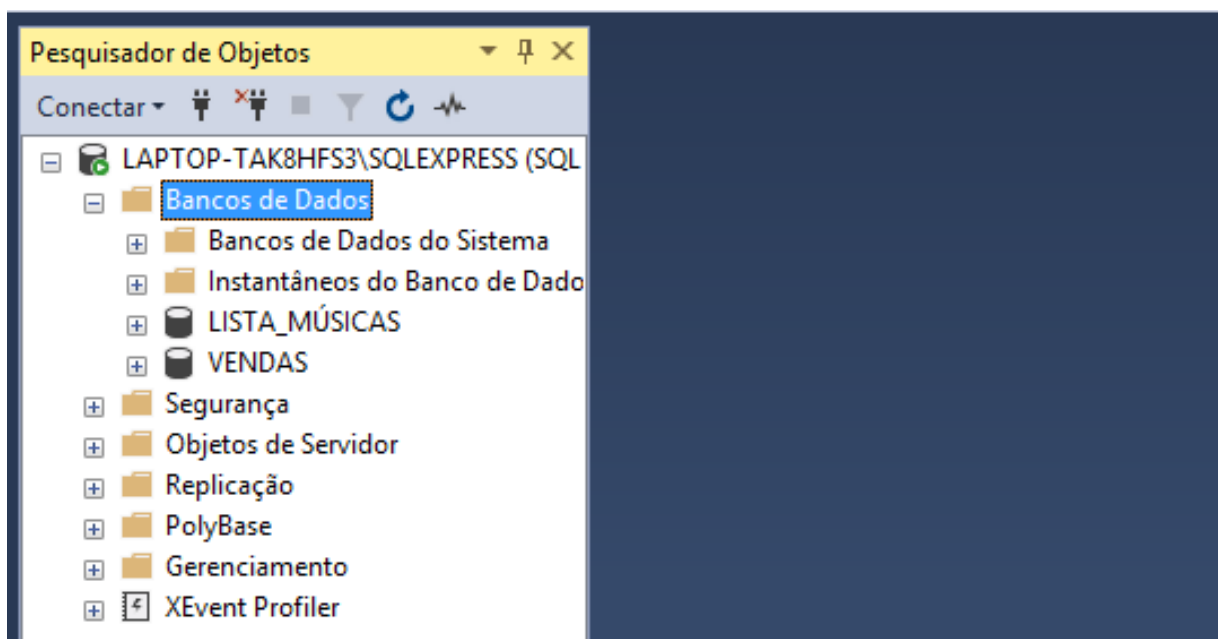 Pesquisador de Objetos
Conectar
LAPTOP-TAK8HFS3\SQLEXPRESS (SQL
Bancos de Dados
Bancos de Dados do Sistema
Instantâneos do Banco de Dado
LISTA_MÚSICAS
VENDAS
Segurança
Objetos de Servidor
Replicação
PolyBase
Gerenciamento
XEvent Profiler